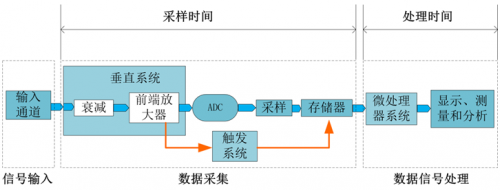 采样时间
处理时间
垂直系统
输入
通道
衰减
前端放
大器
ADC
采样
存储器
微处理
器系统
显示、测
量和分析
触发
系统
信号输入
数据采集
数据信号处理